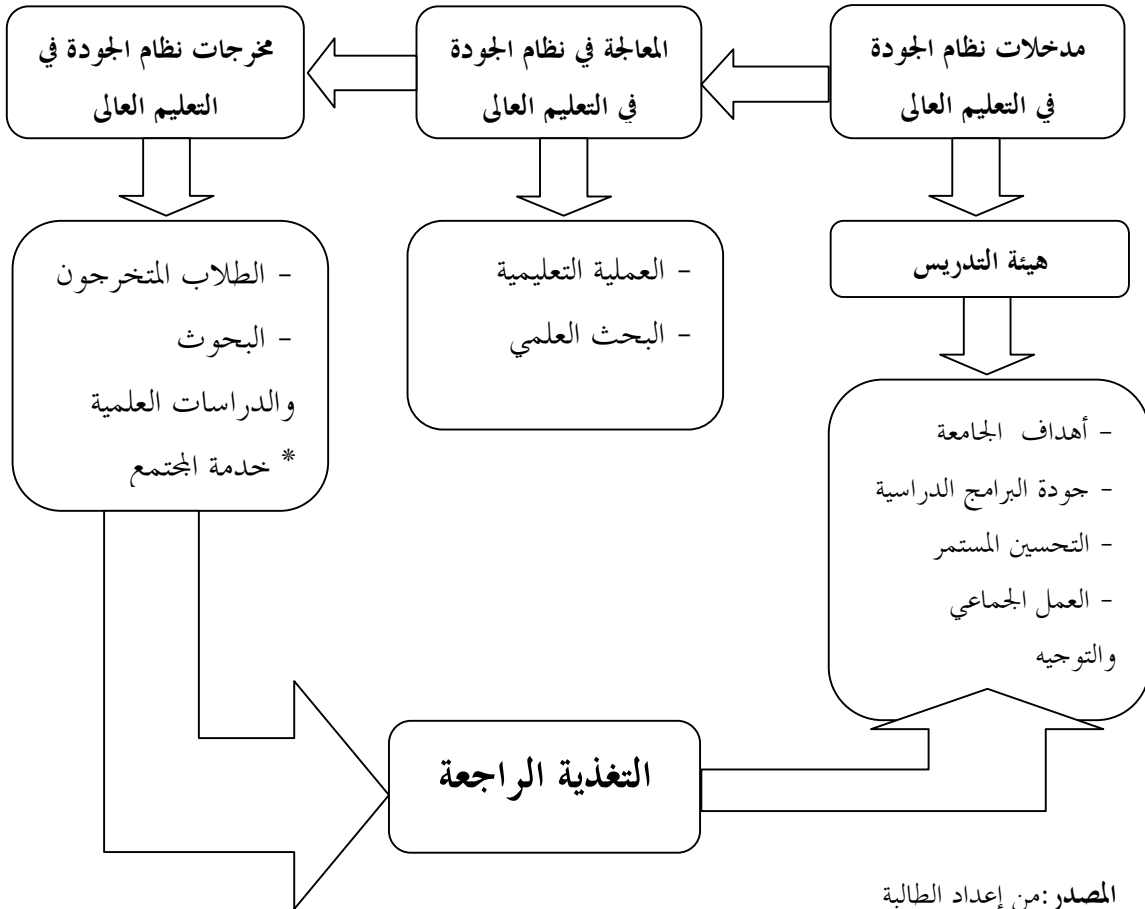 مدخلات نظام الجودة
في التعليم العالى
المعالجة في نظام الجودة
في التعليم العالى
مخرجات نظام الجودة في
التعليم العالى
هيئة التدريس
- أهداف الجامعة
- جودة البرامج الدراسية
- التحسين المستمر
- العمل الجماعي
والتوجيه
- العملية التعليمية
- البحث العلمي
- الطلاب المتخرجون
- البحوث
والدراسات العلمية
* خدمة المجتمع
التغذية الراجعة
المصدر:من إعداد الطالبة